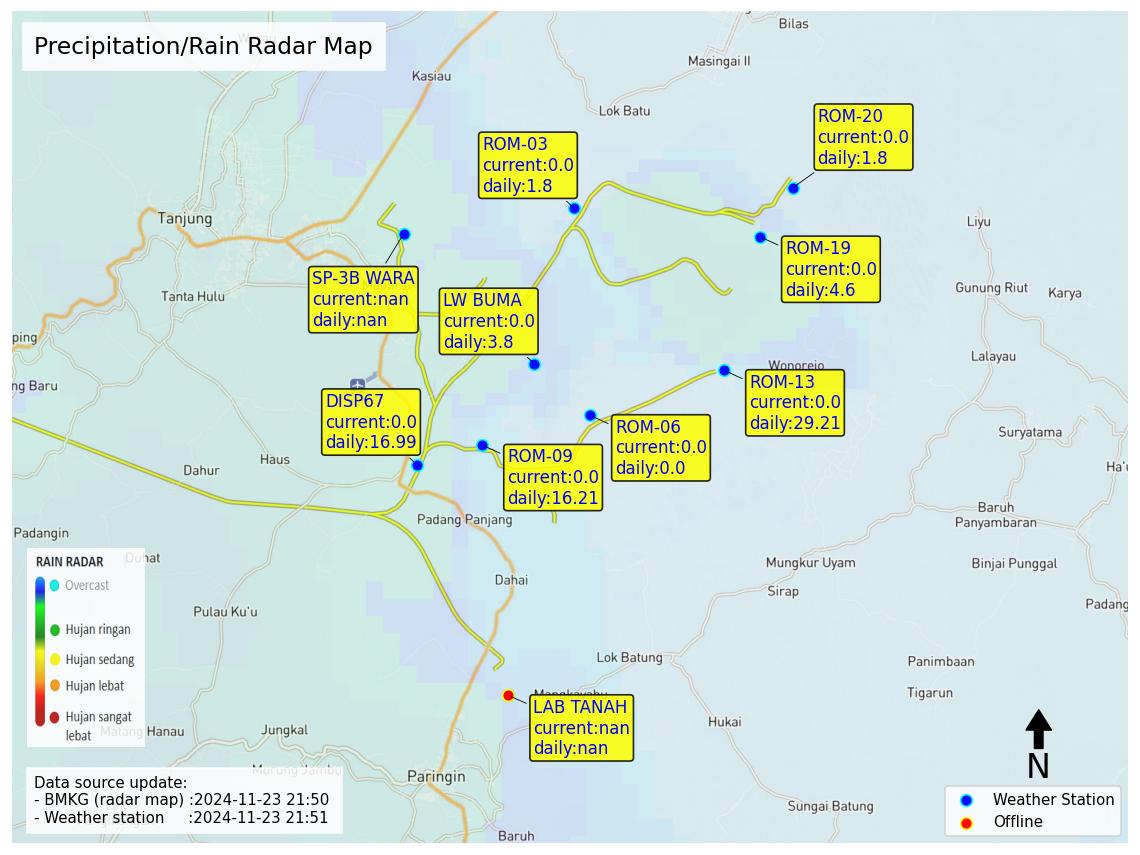 Precipitation/Rain Radar Map
Bilas
Masingai II
Kasiau
Lok Batu
ROM-20
current:0.0
daily:1.8
ROM-03
current:0.0
daily:1.8
Tanjung
Liyu
ROM-19
current:0.0
daily:4.6
SP-3B WARA
current:nan
daily:nan
Tanta Hulu
LW BUMA
current:0.0
daily:3.8
Gunung Riut
Karya
ping
Lalayau
Wonorejo
ng Baru
ROM-13
current:0.0
daily:29.21
DISP67
current:0.0
daily:16.99
ROM-06
current:0.0
daily:0.0
Suryatama
ROM-09
current:0.0
daily:16.21
Haus
Dahur
Ha'u
Baruh
Panyambaran
Padang Panjang
Padangin
Duhat
Mungkur Uyam
Binjai Punggal
Dahai
Sirap
Padang
Pulau Ku'u
RAIN RADAR
Overcast
Hujan ringan
Hujan sedang
Hujan lebat
Hujan sangat
lebat
Lok Batung
Panimbaan
Tigarun
LAB TANAH
current:nan
daily:nan
Hukai
Matang Hanau
Jungkal
Murung Jambu
Paringin
N
Data source update:
- BMKG (radar map) :2024-11-23 21:50
- Weather station :2024-11-23 21:51
Sungai Batung
Baruh
Weather Station
Offline